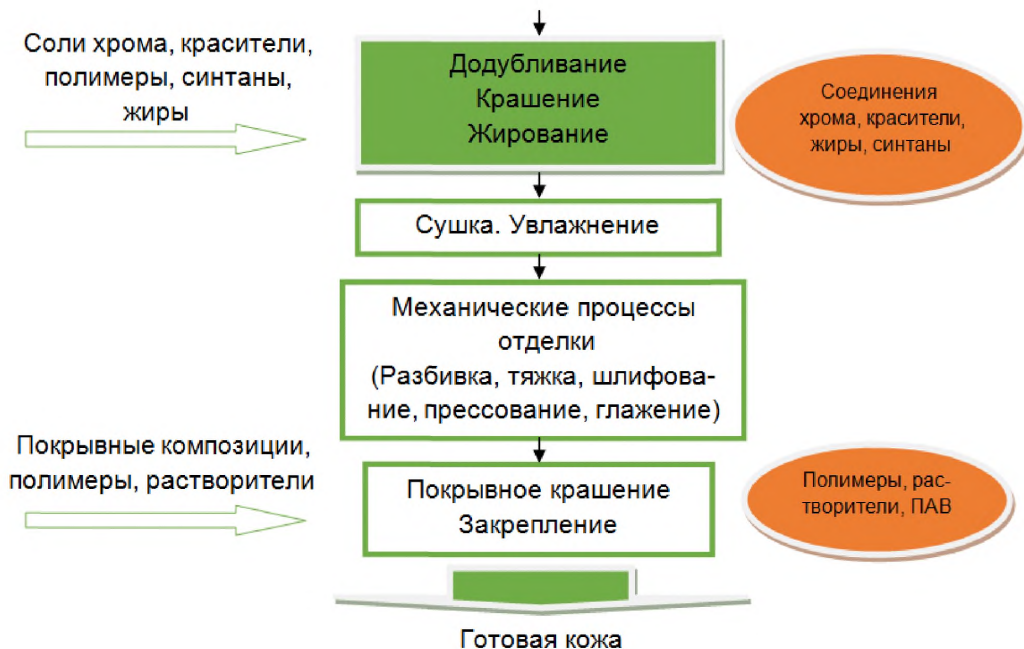 Соли хрома, красители,
полимеры, синтаны,
жиры
Додубливание
Крашение
Жирование
Соединения
хрома, красители,
жиры, синтаны
Сушка. Увлажнение
Механические процессы
отделки
(Разбивка, тяжка, шлифова-
ние, прессование, глажение)
Покрывные композиции,
полимеры, растворители
Покрывное крашение
Закрепление
Полимеры, рас-
творители, ПАВ
Готовая кожа